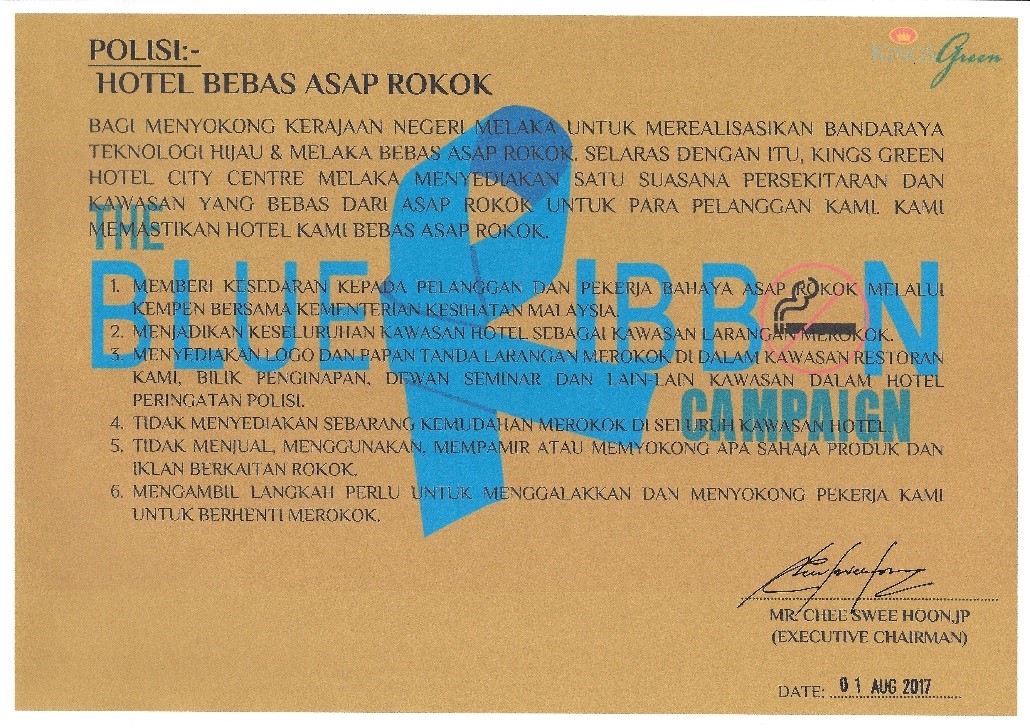 KINGS Green
POLISI:-
HOTEL BEBAS ASAP ROKOK
BAGI MENYOKONG KERAJAAN NEGERI MELAKA UNTUK MEREALISASIKAN BANDARAYA
TEKNOLOGI HIJAU & MELAKA BEBAS ASAP ROKOK. SELARAS DENGAN ITU, KINGS GREEN
HOTEL CITY CENTRE MELAKA MENYEDIAKAN SATU SUASANA PERSEKITARAN DAN
KAWASAN YANG BEBAS DARI ASAP ROKOK UNTUK PARA PELANGGAN KAMI. KAMI
MEMASTIKAN HOTEL KAMI BEBAS ASAP ROKOK.
THE
BLUE RIBBON
CAMPAIGN
1. MEMBERI KESEDARAN KEPADA PELANGGAN DAN PEKERJA BAHAYA ASAP ROKOK MELALUI
KEMPEN BERSAMA KEMENTERIAN KESIHATAN MALAYSIA.
2. MENJADIKAN KESELURUHAN KAWASAN HOTEL SEBAGAI KAWASAN LARANGAN MEROKOK.
3. MENYEDIAKAN LOGO DAN PAPAN TANDA LARANGAN MEROKOK DI DALAM KAWASAN RESTORAN
KAMI, BILIK PENGINAPAN, DEWAN SEMINAR DAN LAIN-LAIN KAWASAN DALAM HOTEL
PERINGATAN POLISI.
4. TIDAK MENYEDIAKAN SEBARANG KEMUDAHAN MEROKOK DI SELURUH KAWASAN HOTEL.
5. TIDAK MENJUAL, MENGGUNAKAN, MEMPAMIR ATAU MEMYOKONG APA SAHAJA PRODUK DAN
IKLAN BERKAITAN ROKOK.
6. MENGAMBIL LANGKAH PERLU UNTUK MENGGALAKKAN DAN MENYOKONG PEKERJA KAMI
UNTUK BERHENTI MEROKOK.
MR. CHEE SWEE HOON,JP
(EXECUTIVE CHAIRMAN)
DATE: 01 AUG 2017